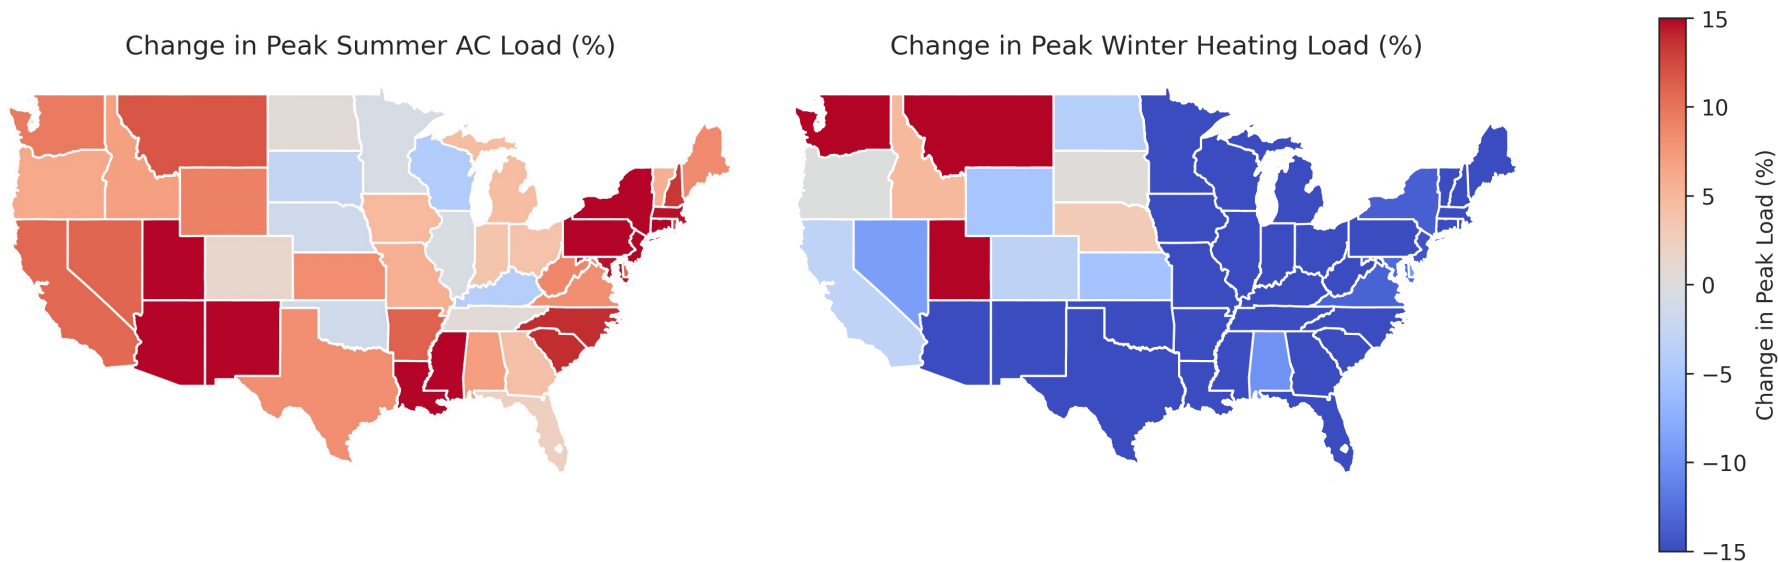 Change in Peak Summer AC Load (%)
Change in Peak Winter Heating Load (%)
15
10
5
0
−5
−10
−15
Change in Peak Load (%)